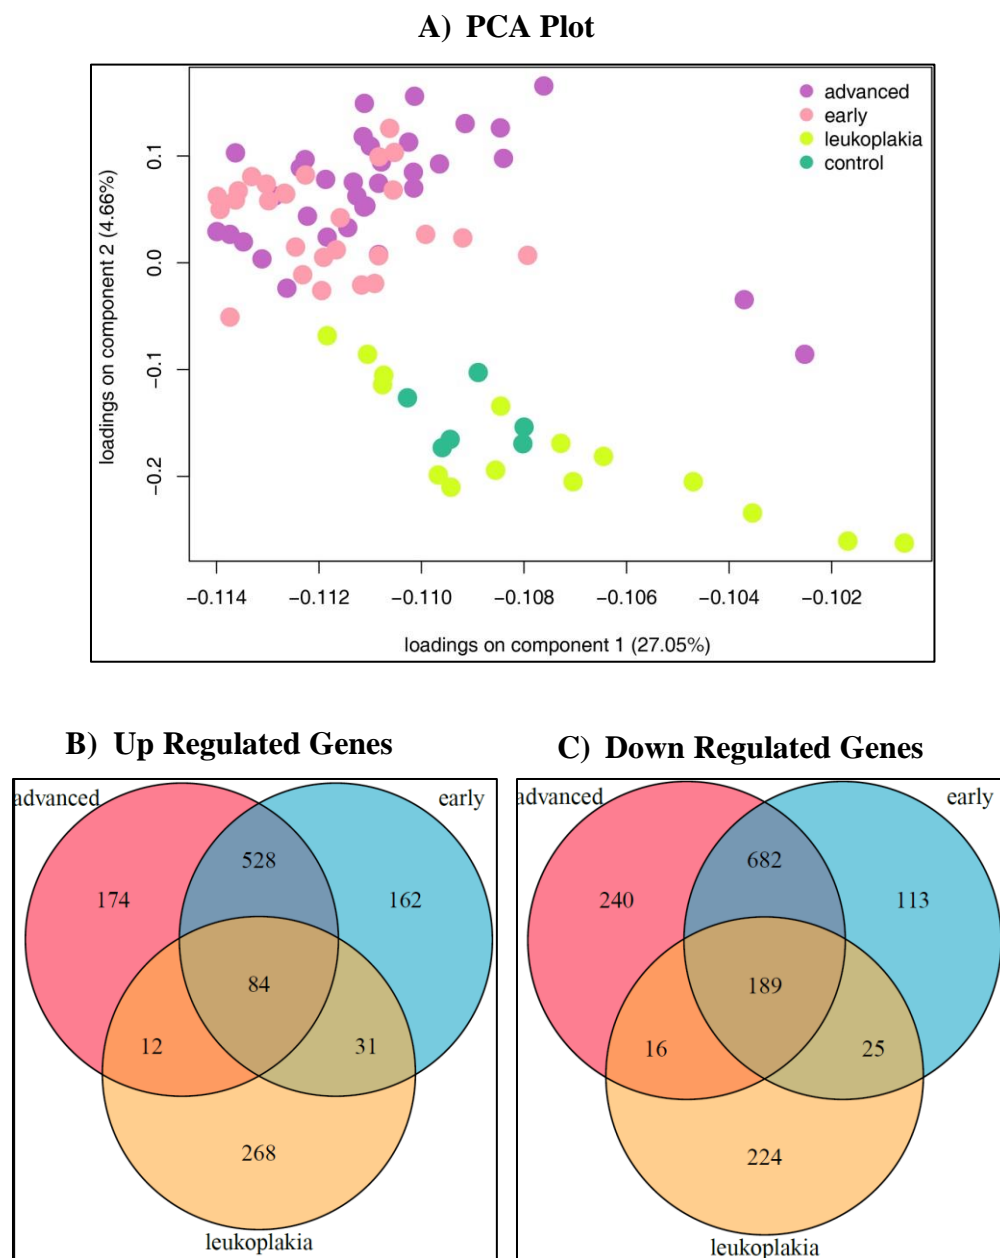 A) PCA Plot
advanced
early
leukoplakia
control
loadings on component 2 (4.66%)
0.1
0.0
−0.1
−0.2
−0.114 −0.112 −0.110 −0.108 −0.106 −0.104 −0.102
loadings on component 1 (27.05%)
B) Up Regulated Genes
advanced early
528
174 162
84
12 31
268
leukoplakia
C) Down Regulated Genes
advanced early
682
240 113
189
16 25
224
leukoplakia